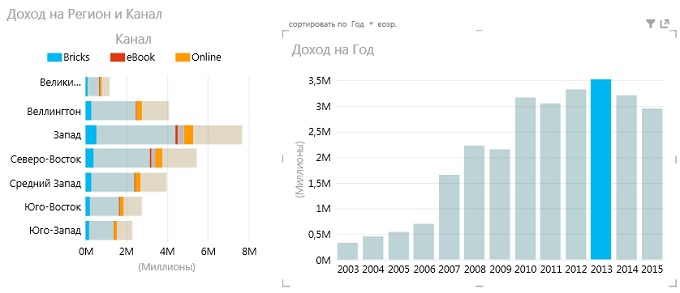 Доход на Регион и Канал
Канал
Bricks eBook Online
Велики...
Веллингтон
Запад
Северо-Восток
Средний Запад
Юго-Восток
Юго-Запад
0M 2M 4M 6M 8M
(Миллионы)
сортировать по Год возр.
Доход на Год
3,5M
3M
2,5M
2M
1,5M
1M
0,5M
0M
(Миллионы)
2003 2004 2005 2006 2007 2008 2009 2010 2011 2012 2013 2014 2015